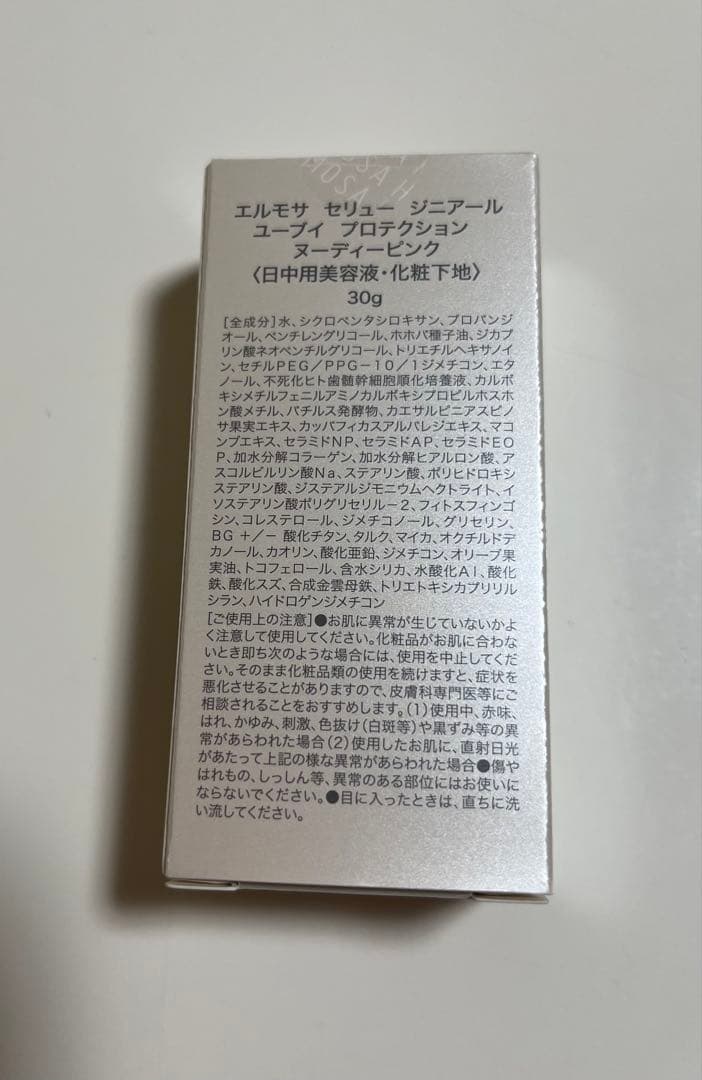 HOSA H
MOSA
エルモサ セリュー ジニアール
ユーブイ プロテクション
ヌーディーピンク
〈日中用美容液・化粧下地〉
30g
[全成分]水、シクロペンタシロキサン、プロパンジ
オール、ペンチレングリコール、ホホバ種子油、ジカプ
リン酸ネオペンチルグリコール、トリエチルヘキサノイ
ン、セチルPEG/PPG-10/1ジメチコン、エタ
ノール、不死化ヒト歯髄幹細胞順化培養液、カルボ
キシメチルフェニルアミノカルボキシプロピルホスホ
ン酸メチル、バチルス発酵物、カエサルピニアスピノ
サ果実エキス、カッパフィカスアルバレジエキス、マコ
ンブエキス、セラミドNP、セラミドAP、セラミドEO
P、加水分解コラーゲン、加水分解ヒアルロン酸、ア
スコルビルリン酸Na、ステアリン酸、ポリヒドロキシ
ステアリン酸、ジステアルジモニウムヘクトライト、イ
ソステアリン酸ポリグリセリル-2、フィトスフィンゴ
シン、コレステロール、ジメチコノール、グリセリン、
BG +/- 酸化チタン、タルク、マイカ、オクチルドデ
カノール、カオリン、酸化亜鉛、ジメチコン、オリーブ果
実油、トコフェロール、含水シリカ、水酸化Al、酸化
鉄、酸化スズ、合成金雲母鉄、トリエトキシカプリリル
シラン、ハイドロゲンジメチコン
[ご使用上の注意]●お肌に異常が生じていないかよ
く注意して使用してください。化粧品がお肌に合わな
いとき即ち次のような場合には、使用を中止してくだ
さい。そのまま化粧品類の使用を続けますと、症状を
悪化させることがありますので、皮膚科専門医等にご
相談されることをおすすめします。(1)使用中、赤味、
はれ、かゆみ、刺激、色抜け(白斑等)や黒ずみ等の異
常があらわれた場合(2)使用したお肌に、直射日光
があたって上記の様な異常があらわれた場合●傷や
はれもの、しっしん等、異常のある部位にはお使いに
ならないでください。●目に入ったときは、直ちに洗
い流してください。